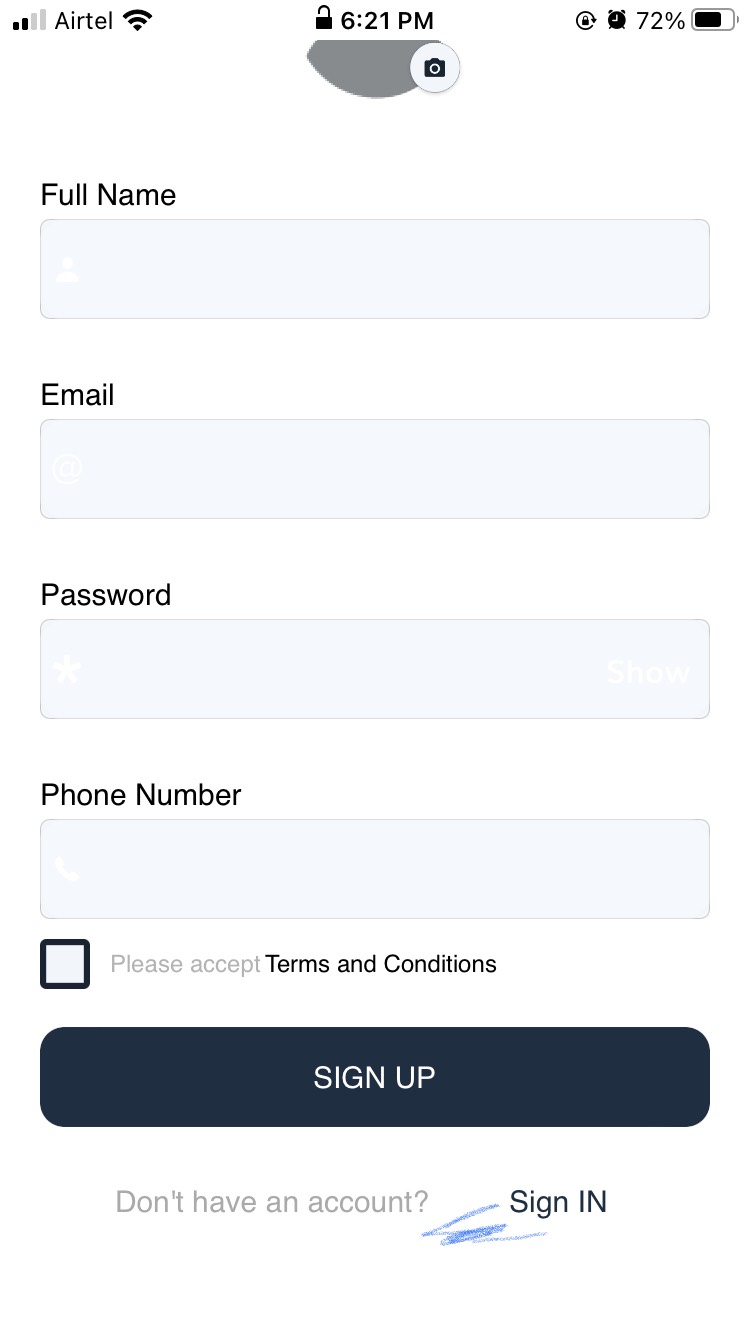 Airtel 6:21 PM 72%
Full Name
Email
@
Password
Show
Phone Number
Please accept Terms and Conditions
SIGN UP
Don't have an account? Sign IN